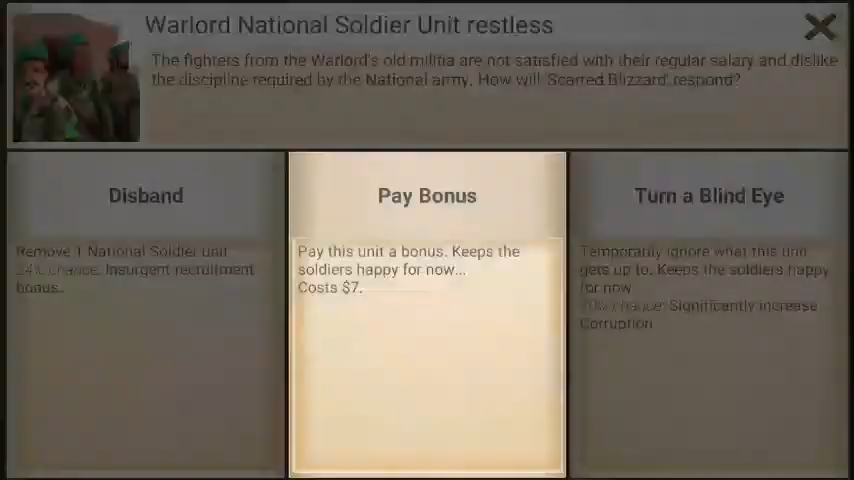 Warlord National Soldier Unit restless
The fighters from the Warlord's old militia are not satisfied with their regular salary and dislike
the discipline required by the National army. How will 'Scarred Blizzard' respond?
Disband
Remove 1 National Soldier unit
chance: Insurgent recruitment
bonus.
Pay Bonus
Pay this unit a bonus. Keeps the
soldiers happy for now...
Costs $7.
Turn a Blind Eye
Temporarily ignore what this unit
gets up to. Keeps the soldiers happy
for now
chance: Significantly increase
Corruption